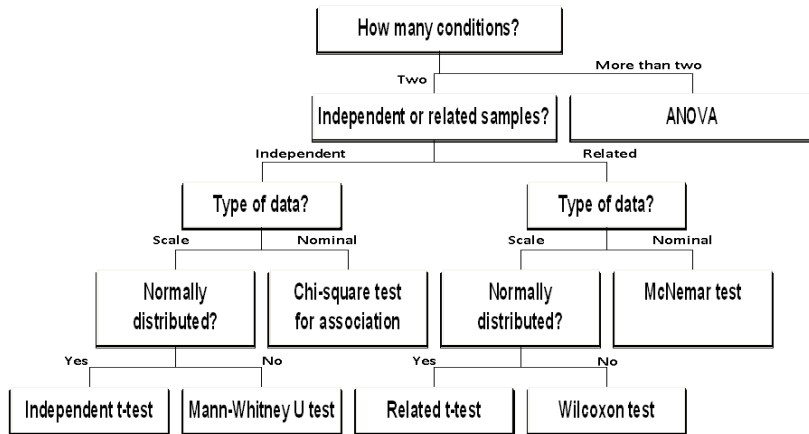 How many conditions?
More than two
Two
Independent or related samples?
ANOVA
Independent
Related
Type of data?
Type of data?
Scale
Nominal
Scale
Nominal
Normally
distributed?
Chi-square test
for association
Normally
distributed?
McNemar test
Yes
No
Yes
No
Independent t-test
Mann-Whitney U test
Related t-test
Wilcoxon test